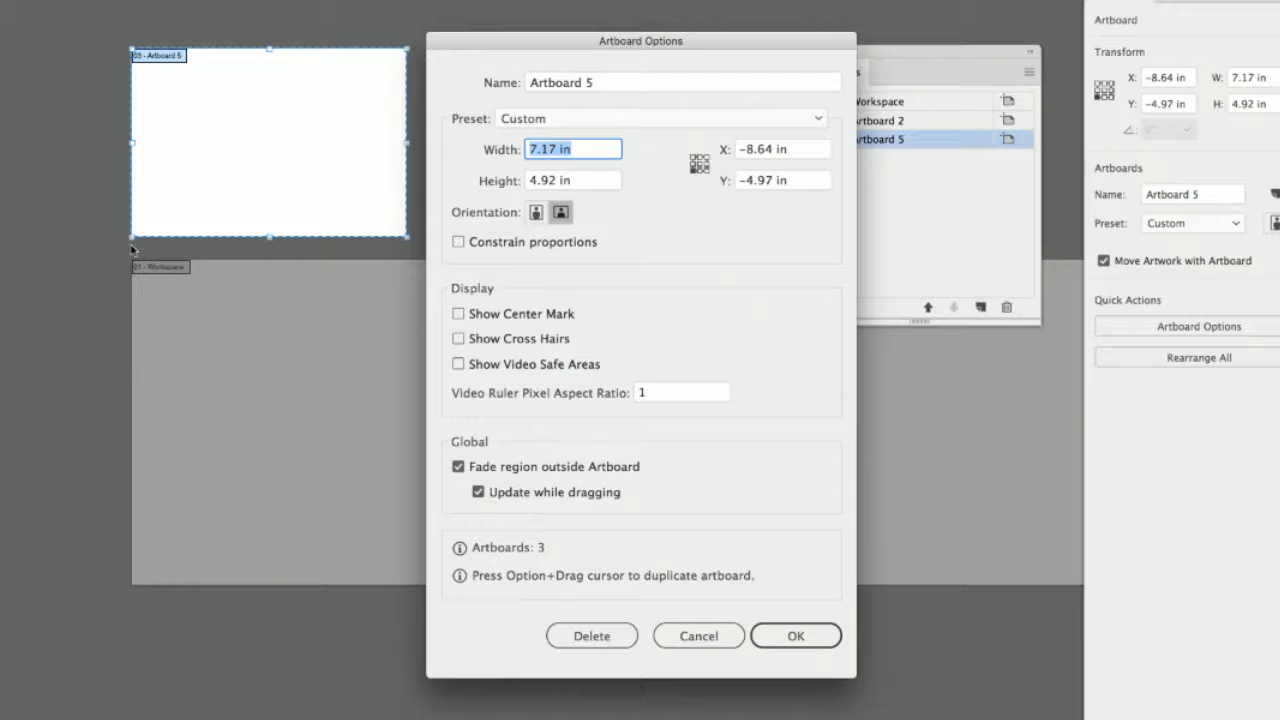 03 - Artboard 5
01 - Workspace
Artboard Options
Name: Artboard 5
Preset: Custom
Width: 7.17 in
X: -8.64 in
Height: 4.92 in
Y: -4.97 in
Orientation:
Constrain proportions
Display
Show Center Mark
Show Cross Hairs
Show Video Safe Areas
Video Ruler Pixel Aspect Ratio: 1
Global
Fade region outside Artboard
Update while dragging
Artboards: 3
Press Option+Drag cursor to duplicate artboard.
Delete
Cancel
OK
Workspace
Artboard 2
Artboard 5
Artboard
Transform
X: -8.64 in W: 7.17 in
Y: -4.97 in H: 4.92 in
0°
Artboards
Name: Artboard 5
Preset: Custom
Move Artwork with Artboard
Quick Actions
Artboard Options
Rearrange All